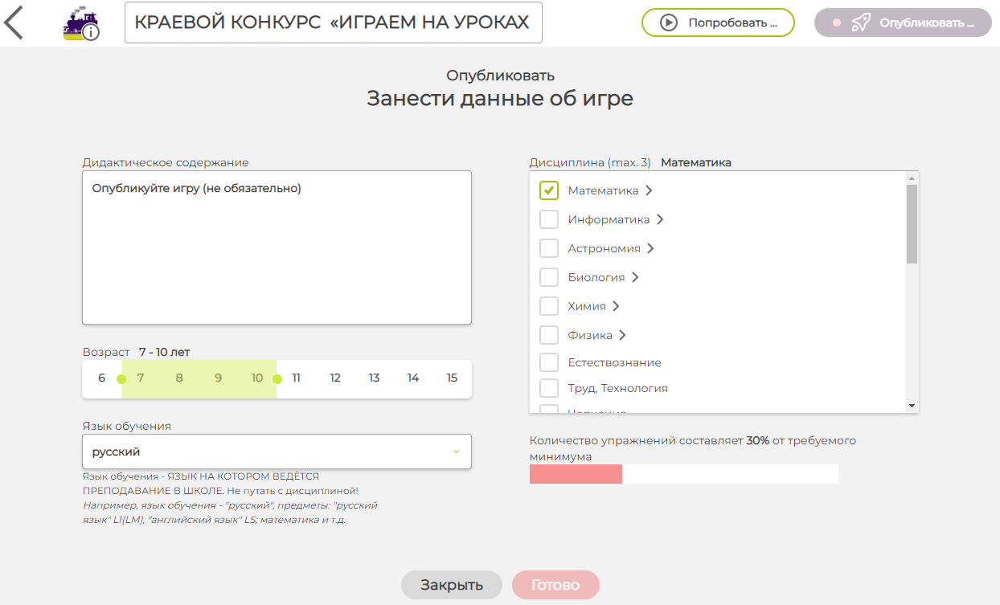 КРАЕВОЙ КОНКУРС «ИГРАЕМ НА УРОКАХ
Попробовать ...
Опубликовать ...
Опубликовать
Занести данные об игре
Дидактическое содержание
Опубликуйте игру (не обязательно)
Возраст 7 - 10 лет
6 7 8 9 10 11 12 13 14 15
Язык обучения
русский
Язык обучения - ЯЗЫК НА КОТОРОМ ВЕДЁТСЯ
ПРЕПОДАВАНИЕ В ШКОЛЕ. Не путать с дисциплиной!
Например, язык обучения - "русский", предметы: "русский
язык" L1(LM), "английский язык" LS; математика и т.д.
Дисциплина (max. 3) Математика
Математика
Информатика
Астрономия
Биология
Химия
Физика
Естествознание
Труд, Технология
Количество упражнений составляет 30% от требуемого
минимума
Закрыть
Готово